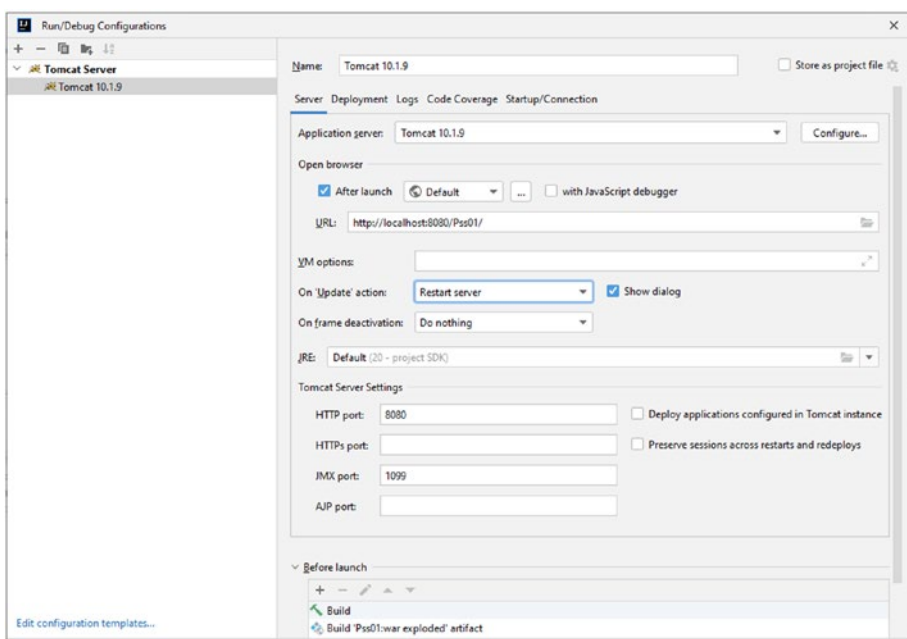 Run/Debug Configurations
Tomcat Server
Tomcat 10.1.9
Name: Tomcat 10.1.9 Store as project file
Server Deployment Logs Code Coverage Startup/Connection
Application server: Tomcat 10.1.9 Configure...
Open browser
After launch Default ... with JavaScript debugger
URL: http://localhost:8080/Pss01/
VM options:
On 'Update' action: Restart server Show dialog
On frame deactivation: Do nothing
JRE: Default (20 - project SDK)
Tomcat Server Settings
HTTP port: 8080 Deploy applications configured in Tomcat instance
HTTPs port: Preserve sessions across restarts and redeploys
JMX port: 1099
AJP port:
Before launch
Build
Build 'Pss01:war exploded' artifact
Edit configuration templates...